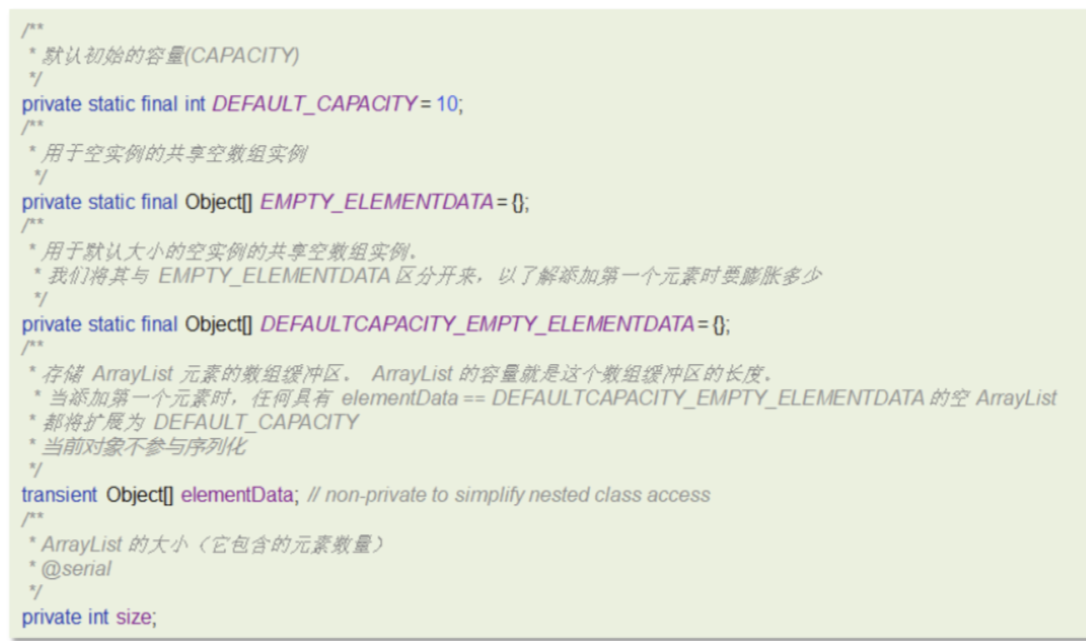 /**
* 默认初始的容量(CAPACITY)
*/
private static final int DEFAULT_CAPACITY = 10;
/**
* 用于空实例的共享空数组实例
*/
private static final Object[] EMPTY_ELEMENTDATA = {};
/**
* 用于默认大小的空实例的共享空数组实例。
* 我们将其与 EMPTY_ELEMENTDATA 区分开来，以了解添加第一个元素时要膨胀多少
*/
private static final Object[] DEFAULTCAPACITY_EMPTY_ELEMENTDATA = {};
/**
* 存储 ArrayList 元素的数组缓冲区。 ArrayList 的容量就是这个数组缓冲区的长度。
* 当添加第一个元素时，任何具有 elementData == DEFAULTCAPACITY_EMPTY_ELEMENTDATA 的空 ArrayList
* 都将扩展为 DEFAULT_CAPACITY
* 当前对象不参与序列化
*/
transient Object[] elementData; // non-private to simplify nested class access
/**
* ArrayList 的大小（它包含的元素数量）
* @serial
*/
private int size;